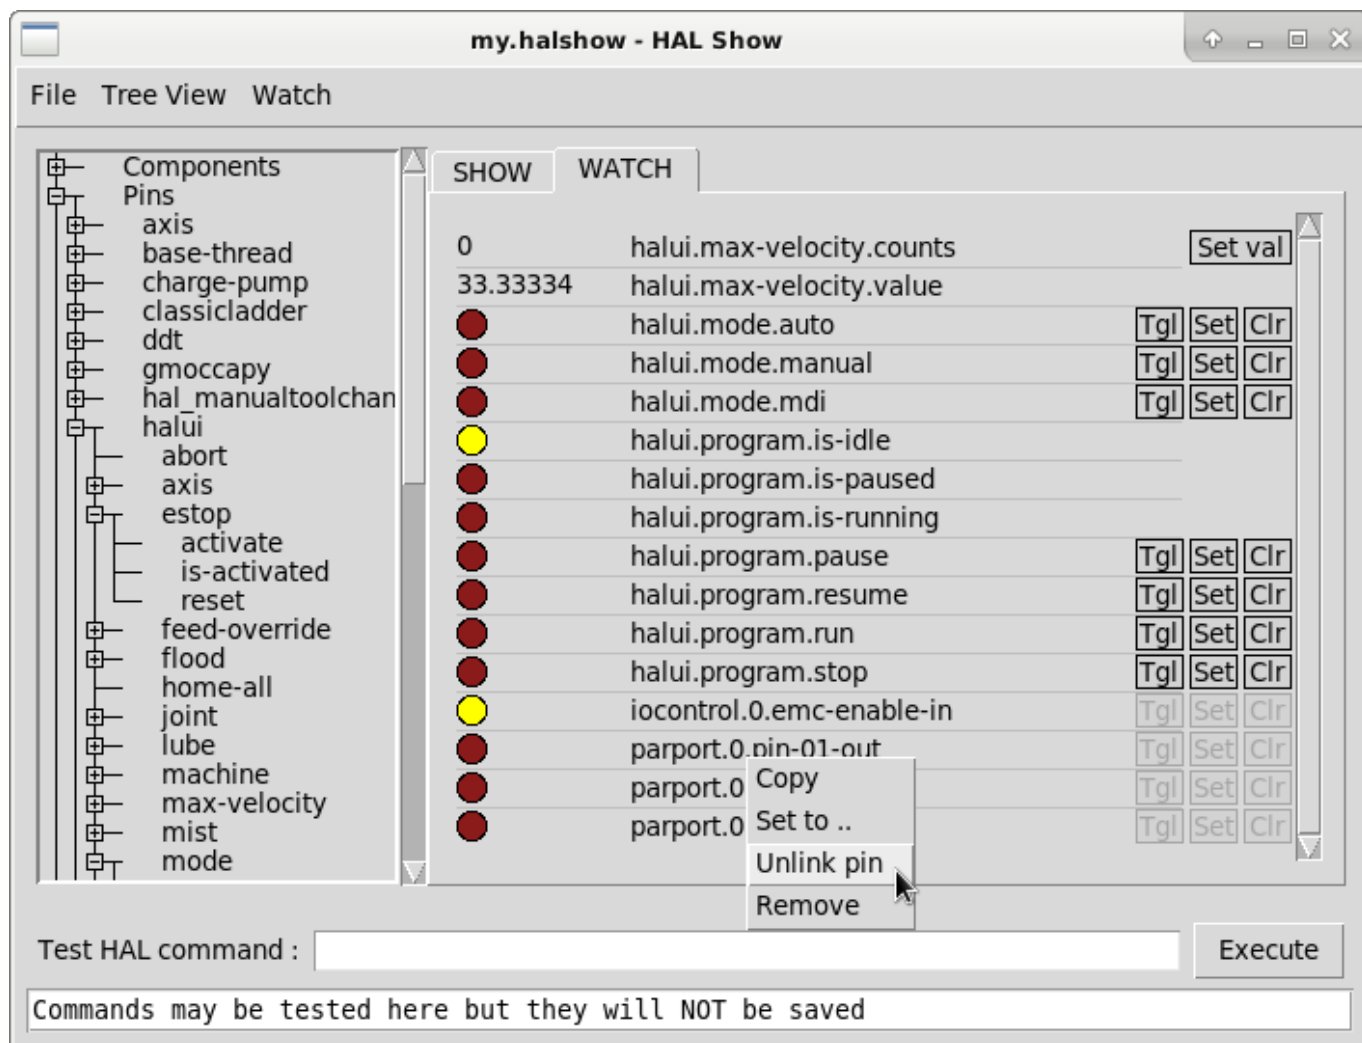 my.halshow - HAL Show
File Tree View Watch
Components
Pins
axis
base-thread
charge-pump
classicladder
ddt
gmoccapy
hal_manualtoolchan
halui
abort
axis
estop
activate
is-activated
reset
feed-override
flood
home-all
joint
lube
machine
max-velocity
mist
mode
SHOW WATCH
0 halui.max-velocity.counts Set val
33.33334 halui.max-velocity.value
halui.mode.auto Tgl Set Clr
halui.mode.manual Tgl Set Clr
halui.mode.mdi Tgl Set Clr
halui.program.is-idle
halui.program.is-paused
halui.program.is-running
halui.program.pause Tgl Set Clr
halui.program.resume Tgl Set Clr
halui.program.run Tgl Set Clr
halui.program.stop Tgl Set Clr
iocontrol.0.emc-enable-in Tgl Set Clr
parport.0.pin-01-out Tgl Set Clr
parport.0 Tgl Set Clr
parport.0 Tgl Set Clr
Copy
Set to ..
Unlink pin
Remove
Test HAL command : Execute
Commands may be tested here but they will NOT be saved